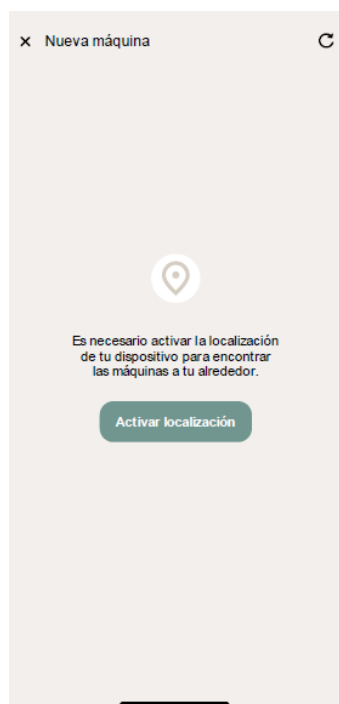 Nueva máquina
Es necesario activar la localización
de tu dispositivo para encontrar
las máquinas a tu alrededor.
Activar localización